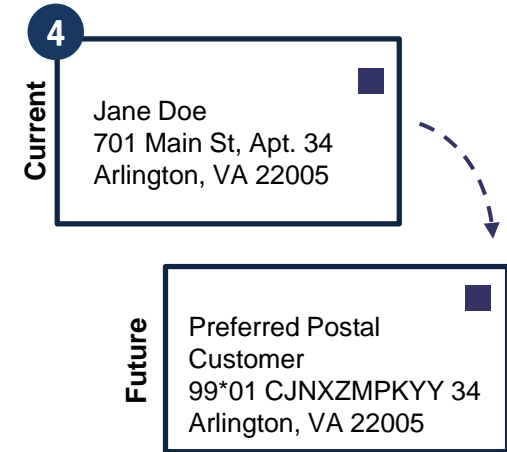 4
Current
Jane Doe
701 Main St, Apt. 34
Arlington, VA 22005
Future
Preferred Postal
Customer
99*01 CJNXZMPKYY 34
Arlington, VA 22005